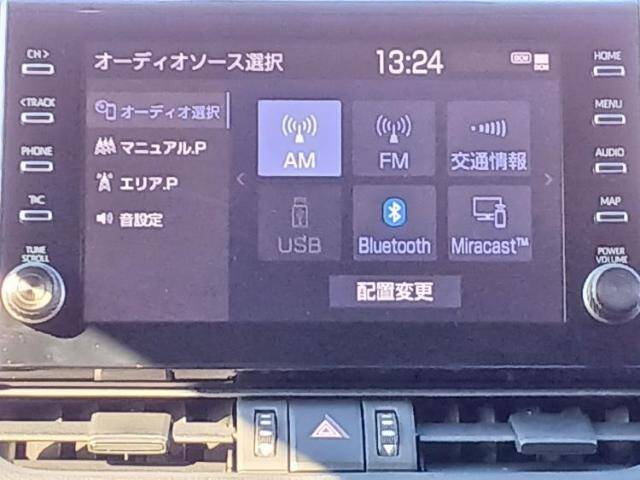 CH>
オーディオソース選択
13:24
DCM
HOME
<TRACK
オーディオ選択
MENU
マニュアル.P
AM
FM
交通情報
PHONE
エリア.P
AUDIO
音設定
USB
Bluetooth
Miracast™
MAP
TUNE
SCROLL
配置変更
POWER
VOLUME